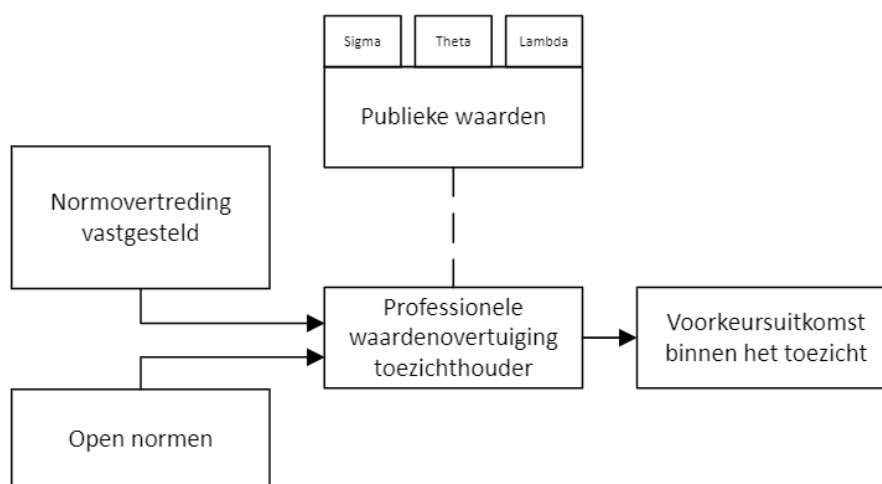 Sigma
Theta
Lambda
Publieke waarden
Normovertreding
vastgesteld
Professionele
waardenovertuiging
toezichthouder
Voorkeursuitkomst
binnen het toezicht
Open normen